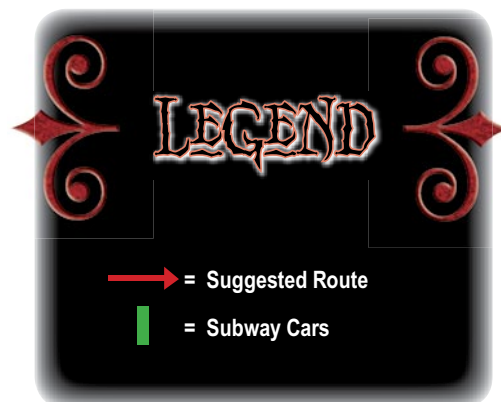 LEGEND
= Suggested Route
= Subway Cars